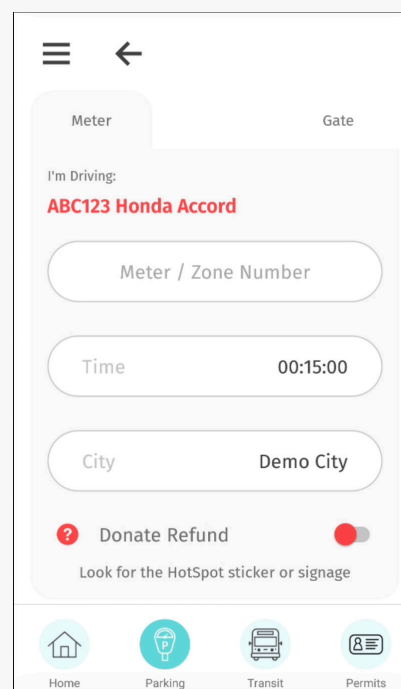 Meter
Gate
I'm Driving:
ABC123 Honda Accord
Meter / Zone Number
Time 00:15:00
City Demo City
? Donate Refund
Look for the HotSpot sticker or signage
P
Home Parking Transit Permits